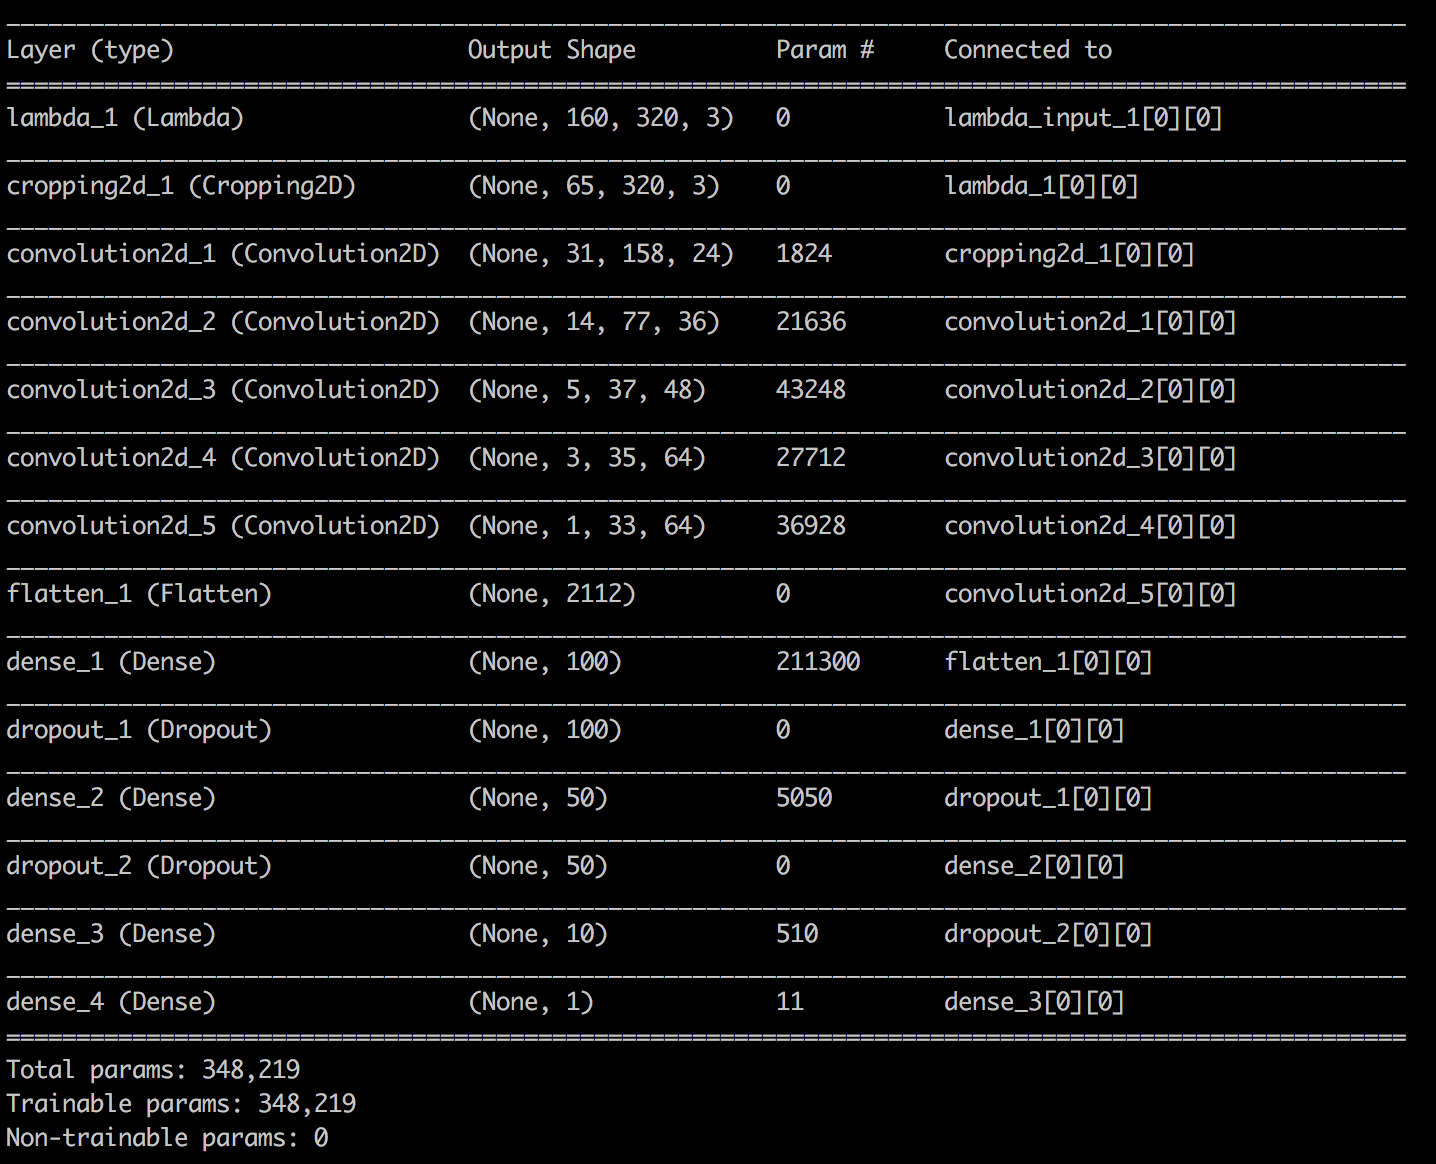 Layer (type) Output Shape Param # Connected to
lambda_1 (Lambda) (None, 160, 320, 3) 0 lambda_input_1[0][0]
cropping2d_1 (Cropping2D) (None, 65, 320, 3) 0 lambda_1[0][0]
convolution2d_1 (Convolution2D) (None, 31, 158, 24) 1824 cropping2d_1[0][0]
convolution2d_2 (Convolution2D) (None, 14, 77, 36) 21636 convolution2d_1[0][0]
convolution2d_3 (Convolution2D) (None, 5, 37, 48) 43248 convolution2d_2[0][0]
convolution2d_4 (Convolution2D) (None, 3, 35, 64) 27712 convolution2d_3[0][0]
convolution2d_5 (Convolution2D) (None, 1, 33, 64) 36928 convolution2d_4[0][0]
flatten_1 (Flatten) (None, 2112) 0 convolution2d_5[0][0]
dense_1 (Dense) (None, 100) 211300 flatten_1[0][0]
dropout_1 (Dropout) (None, 100) 0 dense_1[0][0]
dense_2 (Dense) (None, 50) 5050 dropout_1[0][0]
dropout_2 (Dropout) (None, 50) 0 dense_2[0][0]
dense_3 (Dense) (None, 10) 510 dropout_2[0][0]
dense_4 (Dense) (None, 1) 11 dense_3[0][0]
Total params: 348,219
Trainable params: 348,219
Non-trainable params: 0